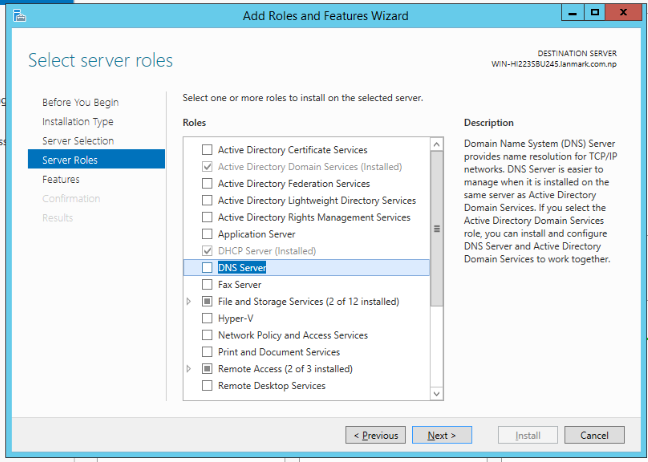 Add Roles and Features Wizard
Select server roles
DESTINATION SERVER
WIN-HI223SBU245.lanmark.com.np
Before You Begin
Installation Type
Server Selection
Server Roles
Features
Confirmation
Results
Select one or more roles to install on the selected server.
Roles
Active Directory Certificate Services
Active Directory Domain Services (Installed)
Active Directory Federation Services
Active Directory Lightweight Directory Services
Active Directory Rights Management Services
Application Server
DHCP Server (Installed)
DNS Server
Fax Server
File and Storage Services (2 of 12 installed)
Hyper-V
Network Policy and Access Services
Print and Document Services
Remote Access (2 of 3 installed)
Remote Desktop Services
Description
Domain Name System (DNS) Server
provides name resolution for TCP/IP
networks. DNS Server is easier to
manage when it is installed on the
same server as Active Directory
Domain Services. If you select the
Active Directory Domain Services
role, you can install and configure
DNS Server and Active Directory
Domain Services to work together.
< Previous
Next >
Install
Cancel